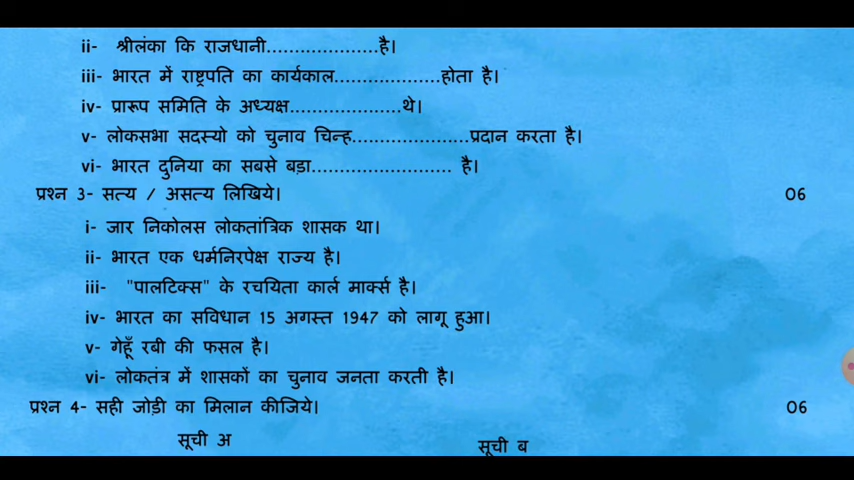 ii- श्रीलंका कि राजधानी....................है।
iii- भारत में राष्ट्रपति का कार्यकाल...................होता है।
iv- प्रारूप समिति के अध्यक्ष....................थे।
v- लोकसभा सदस्यो को चुनाव चिन्ह.....................प्रदान करता है।
vi- भारत दुनिया का सबसे बड़ा......................... है।
प्रश्न 3- सत्य / असत्य लिखिये। 06
i- जार निकोलस लोकतांत्रिक शासक था।
ii- भारत एक धर्मनिरपेक्ष राज्य है।
iii- "पालटिक्स" के रचयिता कार्ल मार्क्स है।
iv- भारत का सविधान 15 अगस्त 1947 को लागू हुआ।
v- गेहूँ रबी की फसल है।
vi- लोकतंत्र में शासकों का चुनाव जनता करती है।
प्रश्न 4- सही जोड़ी का मिलान कीजिये। 06
सूची अ सूची ब